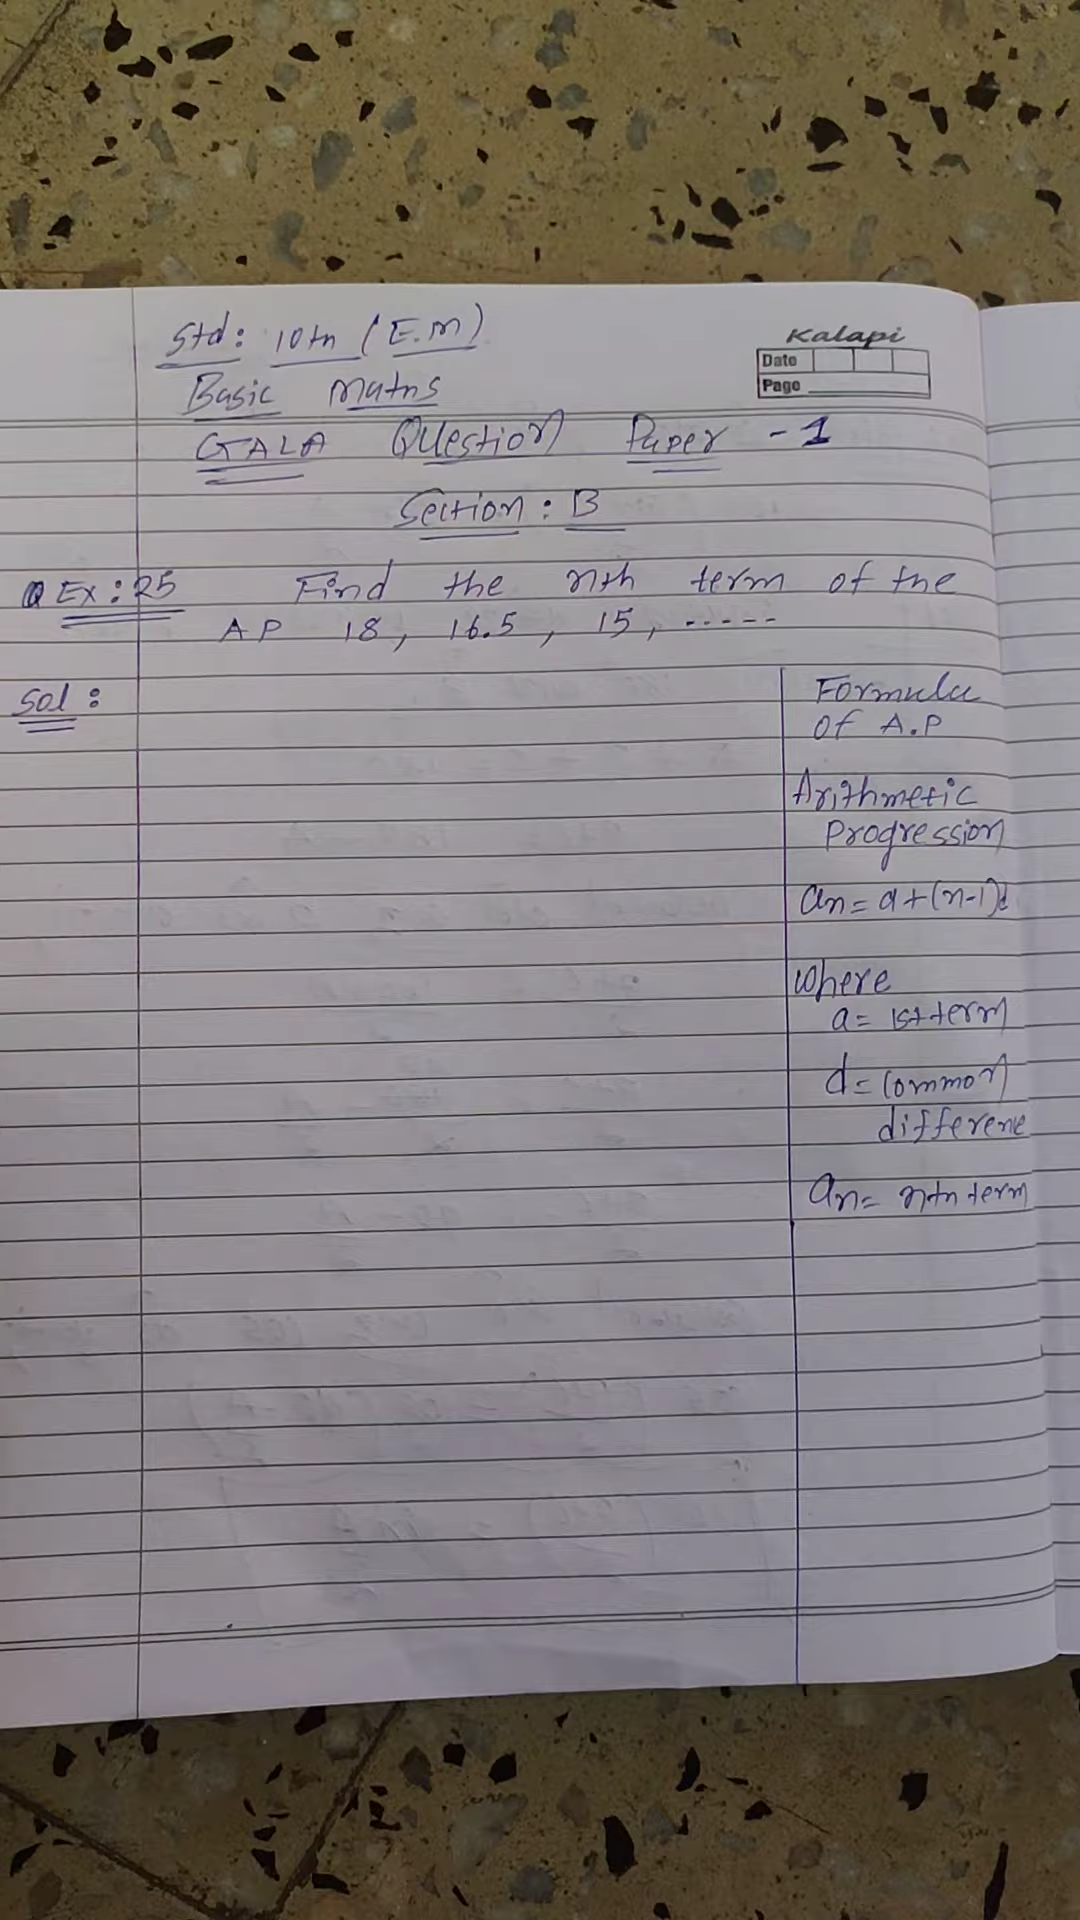 Std: 10th (E.M)
Basic Maths
Kalapi
Date
Page
GALA Question Paper - 1
Section: B
Q Ex: 25 Find the nth term of the
AP 18, 16.5, 15, -----
Sol:
Formula
of A.P
Arithmetic
Progression
an = a + (n-1)d
where
a = 1st term
d = common
differene
an = nth term